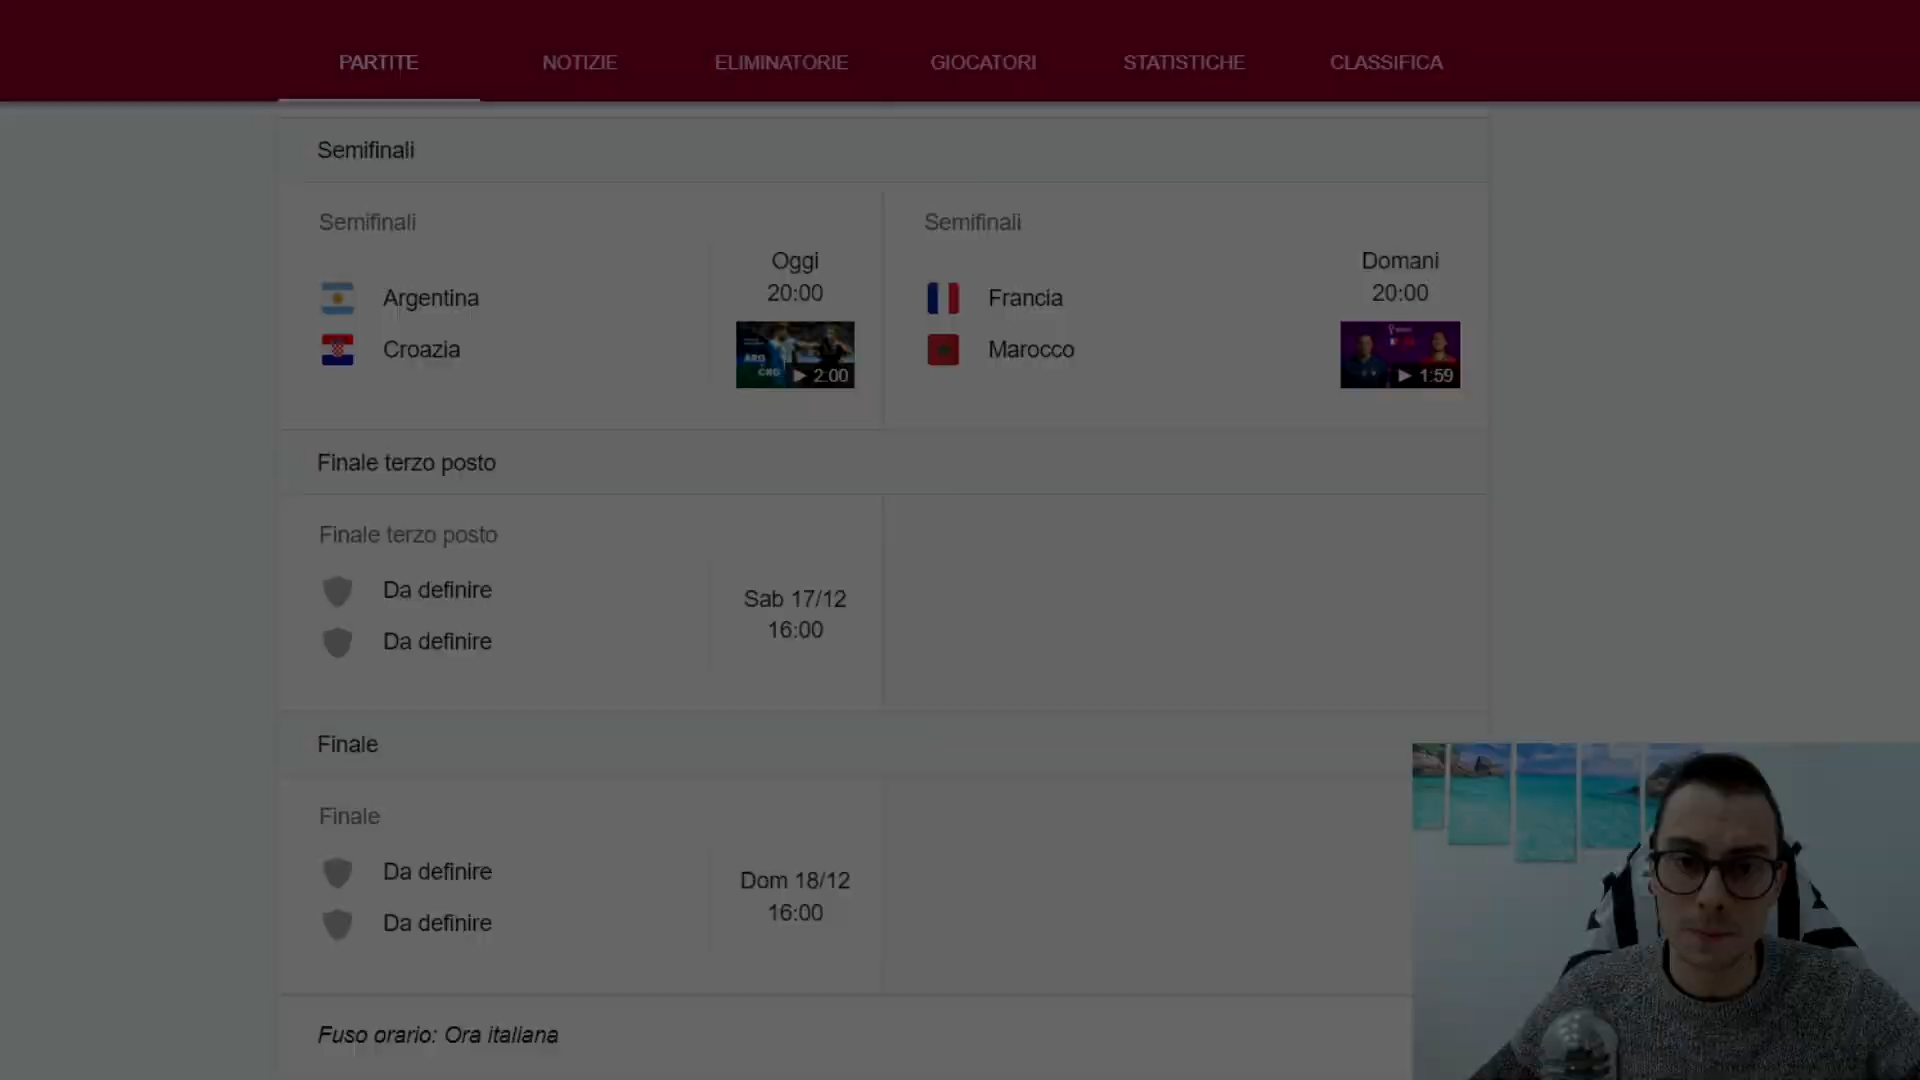 PARTITE NOTIZIE ELIMINATORIE GIOCATORI STATISTICHE CLASSIFICA
Semifinali
Semifinali
Oggi
20:00
Argentina
Croazia
ARG
CRO
2:00
Semifinali
Domani
20:00
Francia
Marocco
1:59
Finale terzo posto
Finale terzo posto
Da definire
Da definire
Sab 17/12
16:00
Finale
Finale
Da definire
Da definire
Dom 18/12
16:00
Fuso orario: Ora italiana